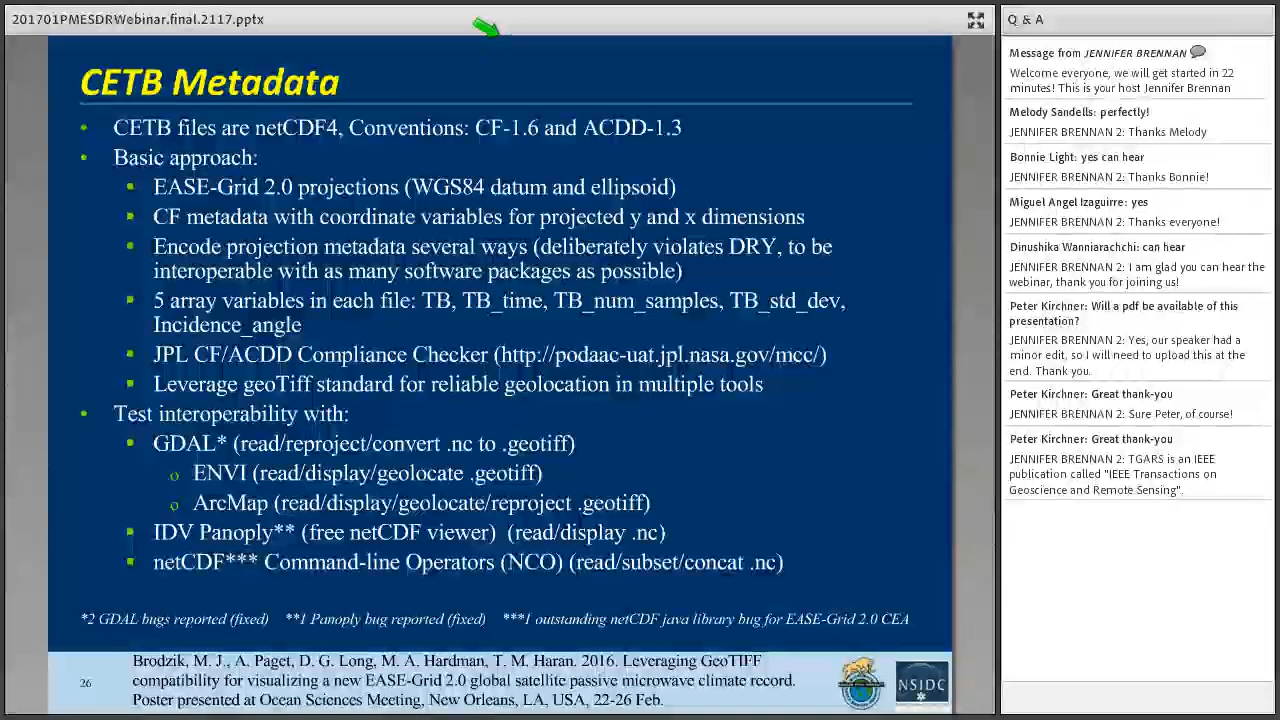 201701PMESDRWebinar.final.2117.pptx
CETB Metadata
• CETB files are netCDF4, Conventions: CF-1.6 and ACDD-1.3
• Basic approach:
▪ EASE-Grid 2.0 projections (WGS84 datum and ellipsoid)
▪ CF metadata with coordinate variables for projected y and x dimensions
▪ Encode projection metadata several ways (deliberately violates DRY, to be
interoperable with as many software packages as possible)
▪ 5 array variables in each file: TB, TB_time, TB_num_samples, TB_std_dev,
Incidence_angle
▪ JPL CF/ACDD Compliance Checker (http://podaac-uat.jpl.nasa.gov/mcc/)
▪ Leverage geoTiff standard for reliable geolocation in multiple tools
• Test interoperability with:
▪ GDAL* (read/reproject/convert .nc to .geotiff)
o ENVI (read/display/geolocate .geotiff)
o ArcMap (read/display/geolocate/reproject .geotiff)
▪ IDV Panoply** (free netCDF viewer) (read/display .nc)
▪ netCDF*** Command-line Operators (NCO) (read/subset/concat .nc)
*2 GDAL bugs reported (fixed) **1 Panoply bug reported (fixed) ***1 outstanding netCDF java library bug for EASE-Grid 2.0 CEA
26
Brodzik, M. J., A. Paget, D. G. Long, M. A. Hardman, T. M. Haran. 2016. Leveraging GeoTIFF
compatibility for visualizing a new EASE-Grid 2.0 global satellite passive microwave climate record.
Poster presented at Ocean Sciences Meeting, New Orleans, LA, USA, 22-26 Feb.
NSIDC
Q & A
Message from JENNIFER BRENNAN
Welcome everyone, we will get started in 22
minutes! This is your host Jennifer Brennan
Melody Sandells: perfectly!
JENNIFER BRENNAN 2: Thanks Melody
Bonnie Light: yes can hear
JENNIFER BRENNAN 2: Thanks Bonnie!
Miguel Angel Izaguirre: yes
JENNIFER BRENNAN 2: Thanks everyone!
Dinushika Wanniarachchi: can hear
JENNIFER BRENNAN 2: I am glad you can hear the
webinar, thank you for joining us!
Peter Kirchner: Will a pdf be available of this
presentation?
JENNIFER BRENNAN 2: Yes, our speaker had a
minor edit, so I will need to upload this at the
end. Thank you.
Peter Kirchner: Great thank-you
JENNIFER BRENNAN 2: Sure Peter, of course!
Peter Kirchner: Great thank-you
JENNIFER BRENNAN 2: TGARS is an IEEE
publication called "IEEE Transactions on
Geoscience and Remote Sensing".